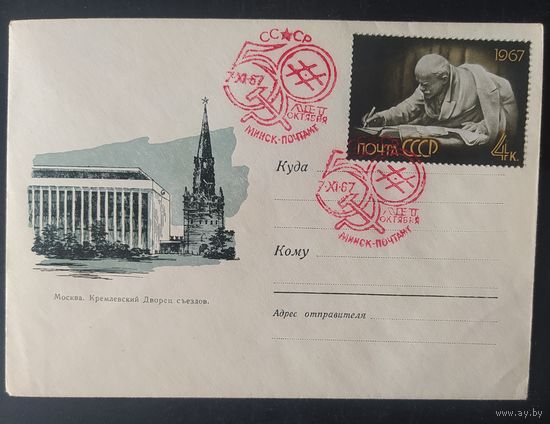 СССР
50
7·XI·67
ЛЕТ
ОКТЯБРЯ
МИНСК-ПОЧТАМТ
1967
ПОЧТА СССР
4 К.
50
7·XI·67
ЛЕТ
ОКТЯБРЯ
МИНСК-ПОЧТАМТ
Куда
Кому
Адрес отправителя
Москва. Кремлевский Дворец съездов.
www.ay.by